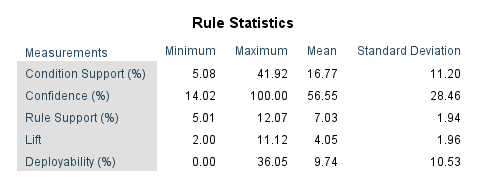 Rule Statistics
Measurements Minimum Maximum Mean Standard Deviation
Condition Support (%) 5.08 41.92 16.77 11.20
Confidence (%) 14.02 100.00 56.55 28.46
Rule Support (%) 5.01 12.07 7.03 1.94
Lift 2.00 11.12 4.05 1.96
Deployability (%) 0.00 36.05 9.74 10.53